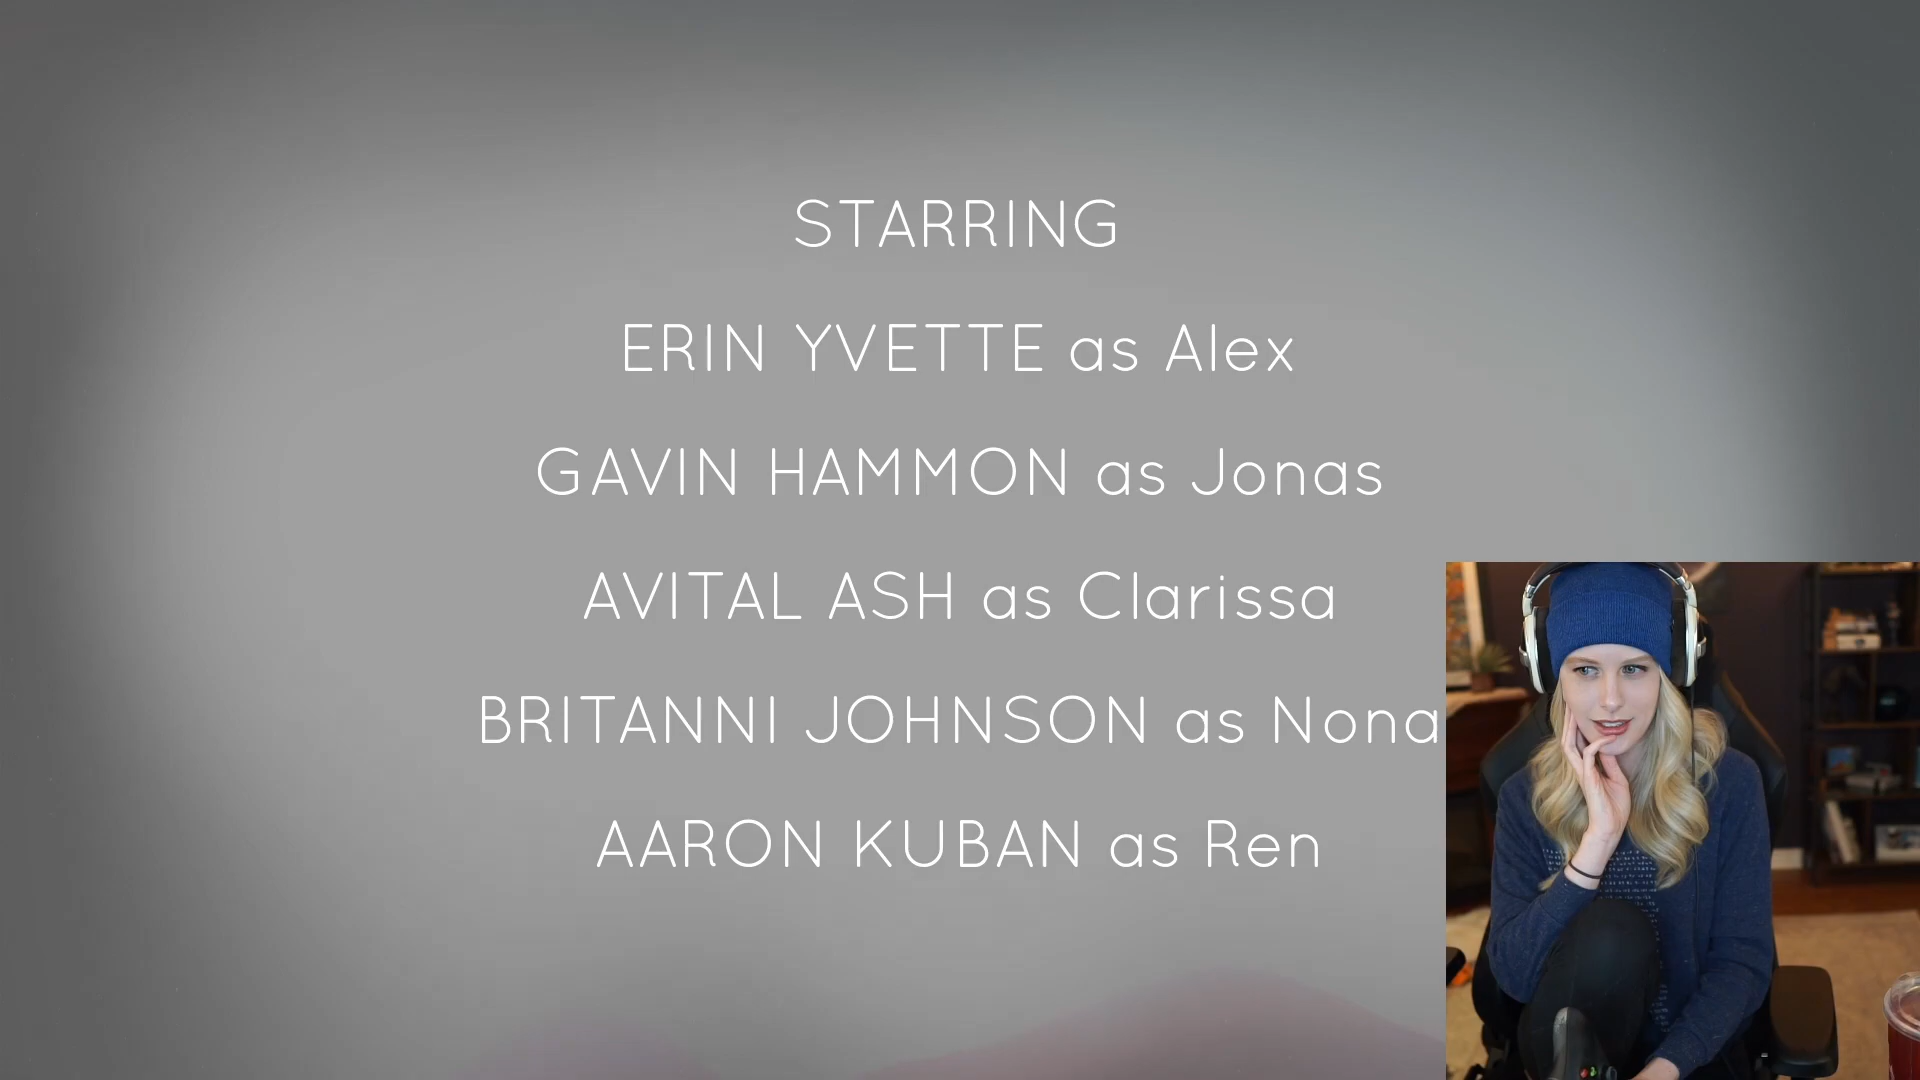 STARRING
ERIN YVETTE as Alex
GAVIN HAMMON as Jonas
AVITAL ASH as Clarissa
BRITANNI JOHNSON as Nona
AARON KUBAN as Ren